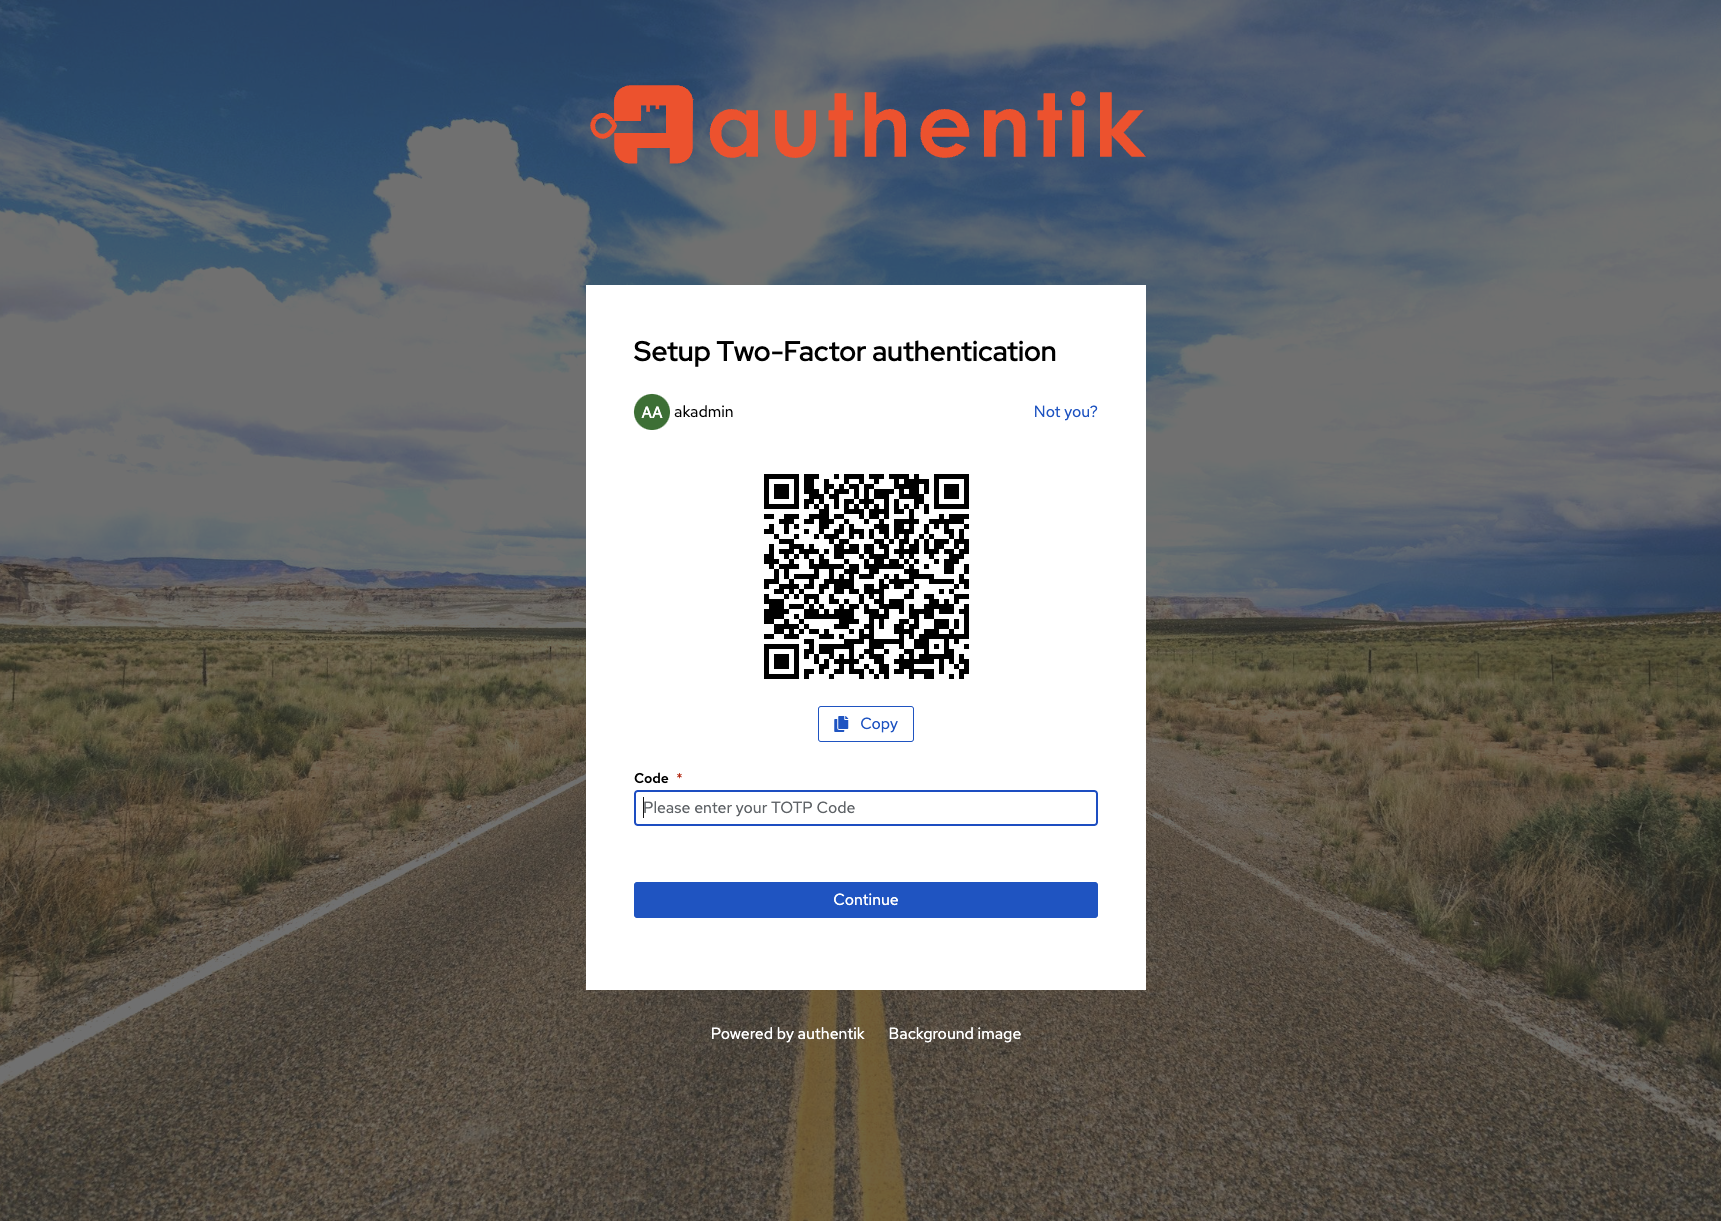 authentik
Setup Two-Factor authentication
AA akadmin Not you?
Copy
Code *
Please enter your TOTP Code
Continue
Powered by authentik Background image